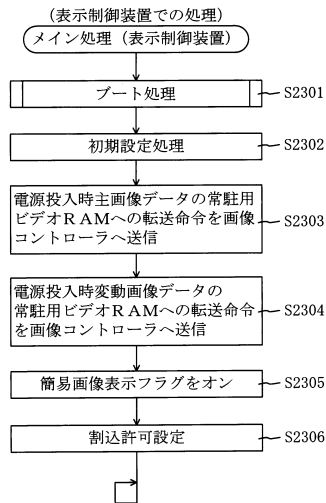 (表示制御装置での処理)
メイン処理(表示制御装置)
ブート処理
S2301
初期設定処理
S2302
電源投入時主画像データの常駐用
ビデオRAMへの転送命令を画像
コントローラへ送信
S2303
電源投入時変動画像データの
常駐用ビデオRAMへの転送命令
を画像コントローラへ送信
S2304
簡易画像表示フラグをオン
S2305
割込許可設定
S2306